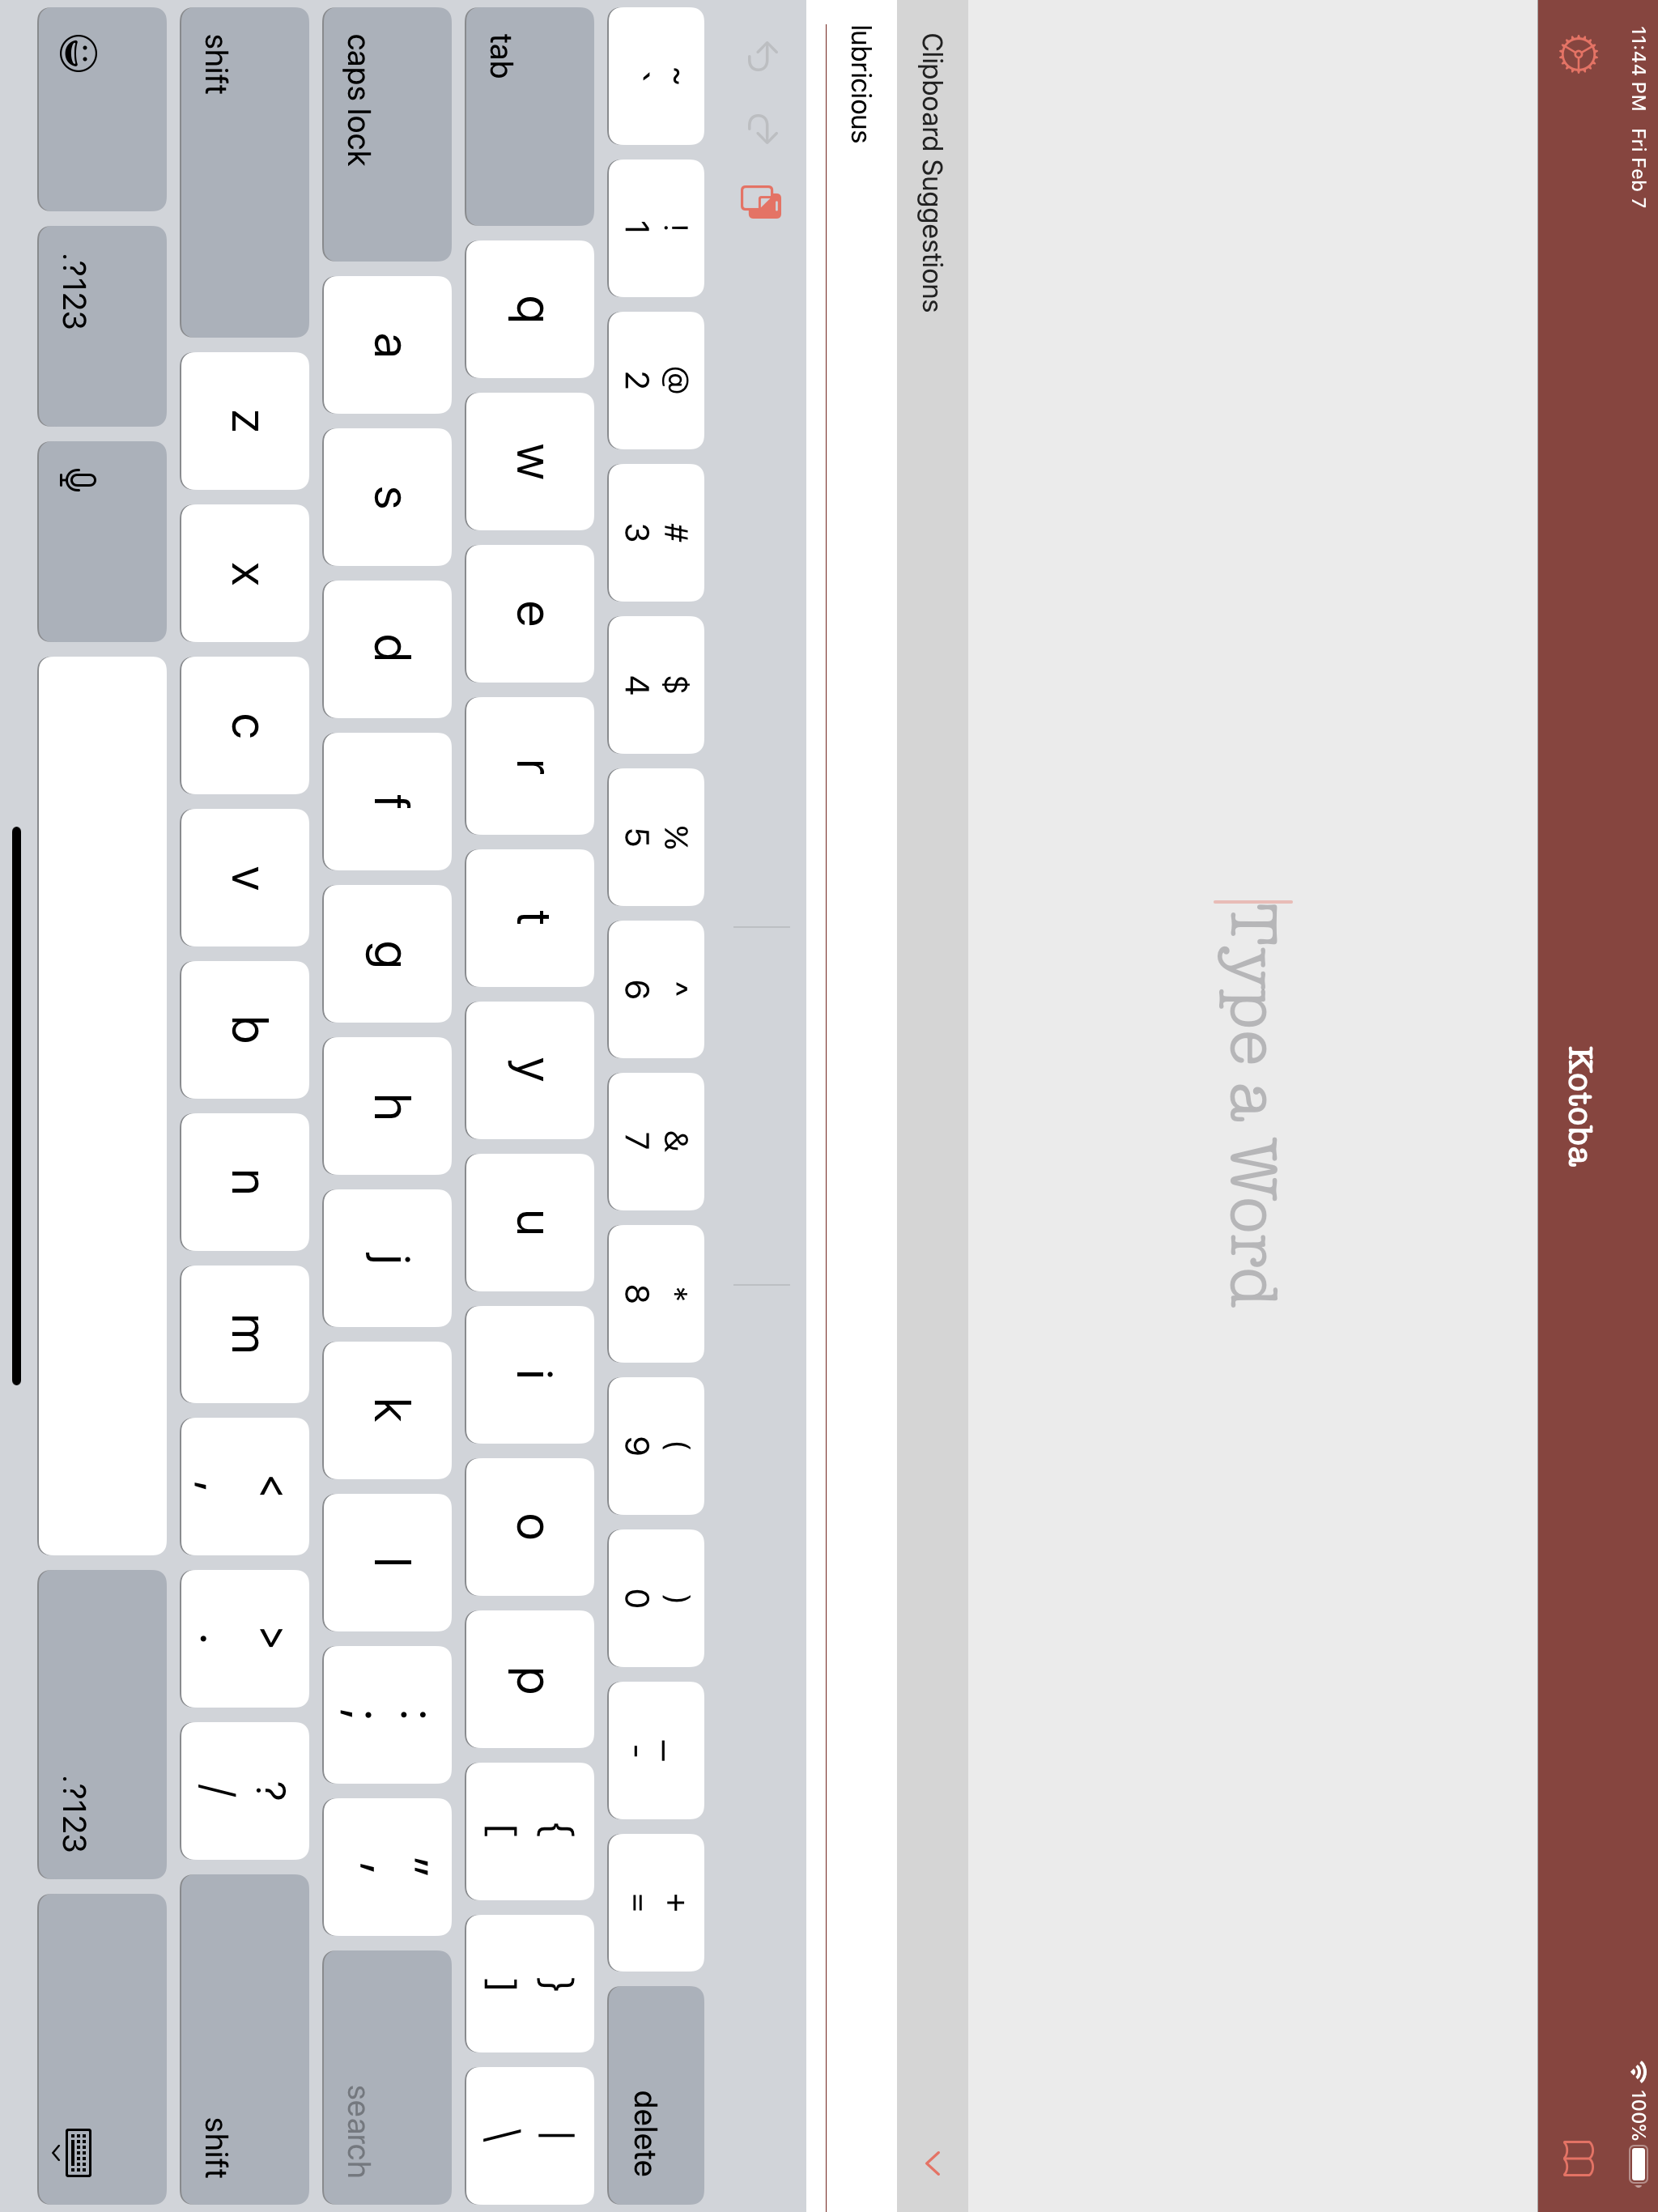 11:44 PM Fri Feb 7
100%
Kotoba
Type a Word
Clipboard Suggestions
lubricious
~ ! @ # $ % ^ & * ( ) _ +
` 1 2 3 4 5 6 7 8 9 0 - = delete
tab q w e r t y u i o p { [ } ] | \
caps lock a s d f g h j k l : ; " ' search
shift z x c v b n m < , > . ? / shift
.?123 .?123